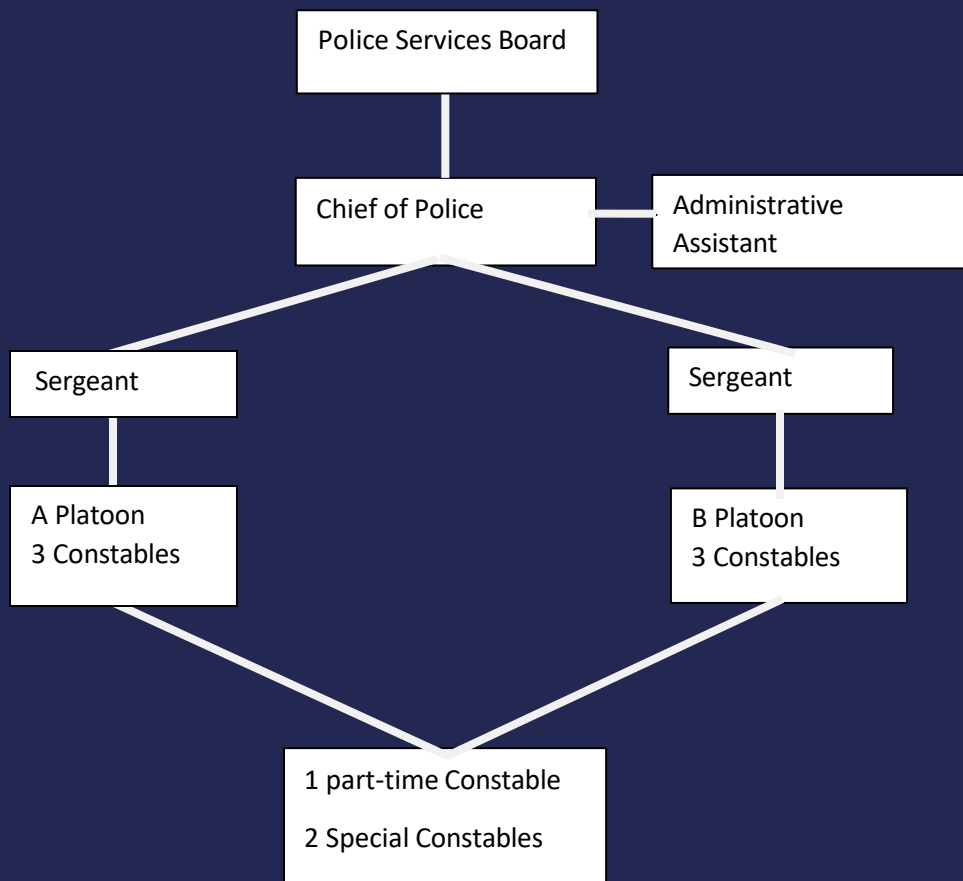 Police Services Board
Chief of Police
Administrative
Assistant
Sergeant
Sergeant
A Platoon
3 Constables
B Platoon
3 Constables
1 part-time Constable
2 Special Constables